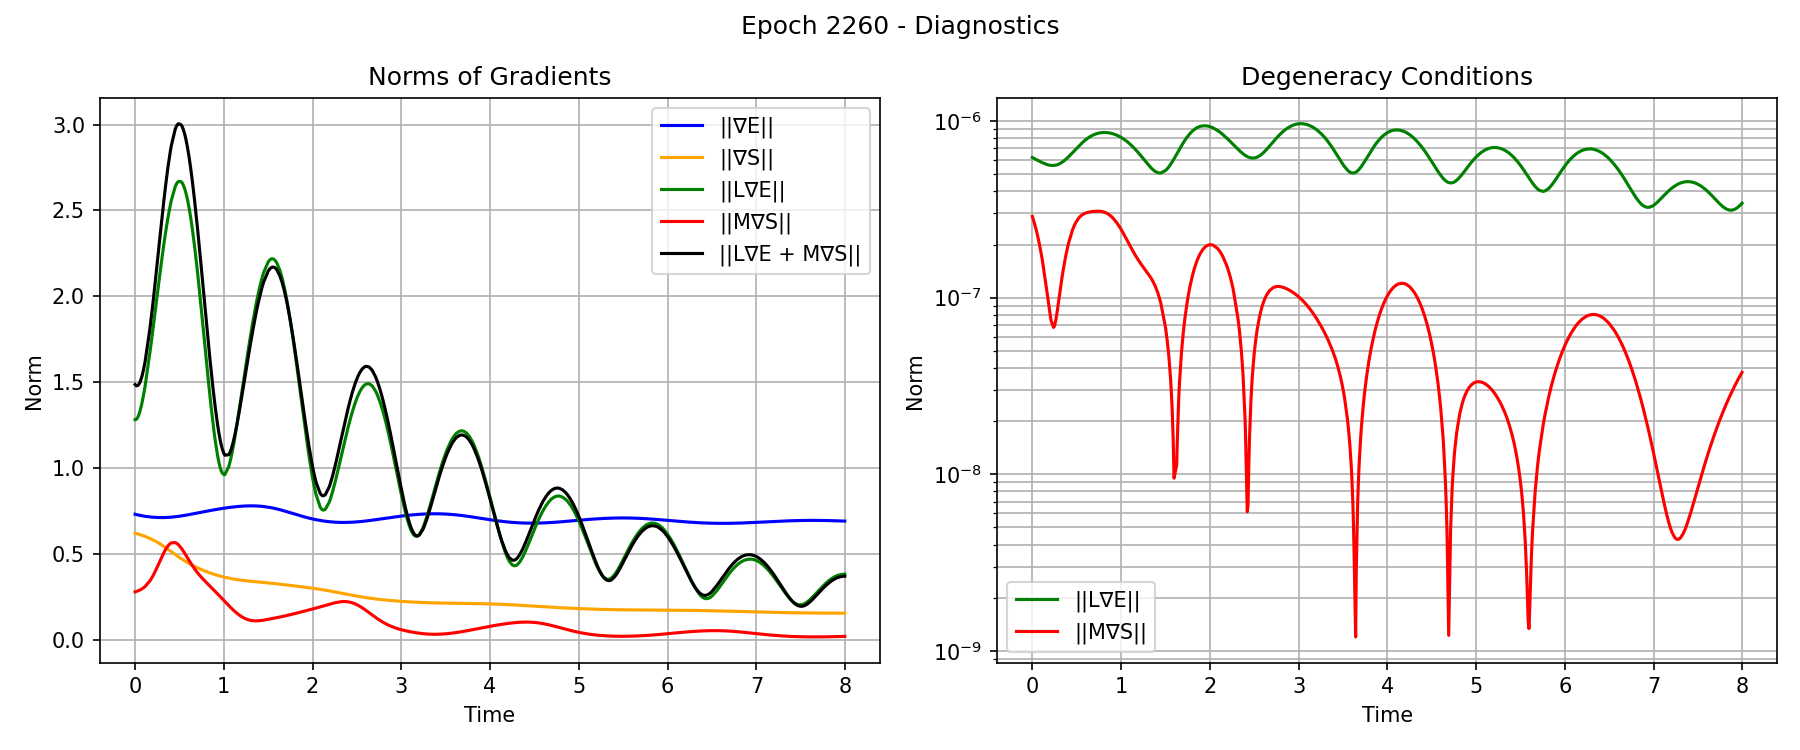 Epoch 2260 - Diagnostics
Norms of Gradients
Norm
3.0
2.5
2.0
1.5
1.0
0.5
0.0
||∇E||
||∇S||
||L∇E||
||M∇S||
||L∇E + M∇S||
0 1 2 3 4 5 6 7 8
Time
Degeneracy Conditions
Norm
10⁻⁶
10⁻⁷
10⁻⁸
10⁻⁹
||L∇E||
||M∇S||
0 1 2 3 4 5 6 7 8
Time